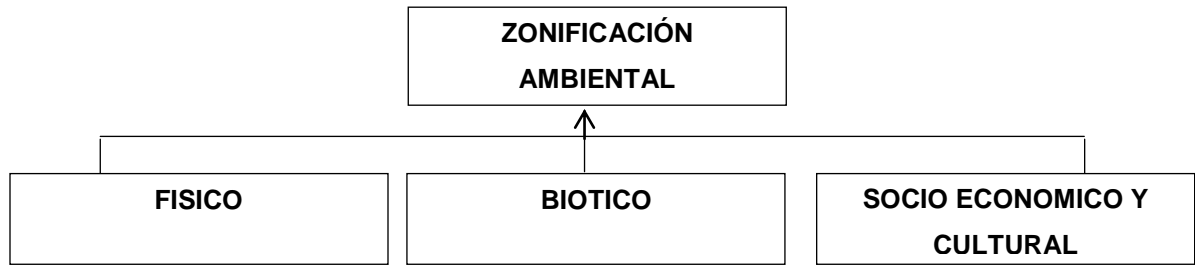 ZONIFICACIÓN
AMBIENTAL
FISICO
BIOTICO
SOCIO ECONOMICO Y
CULTURAL